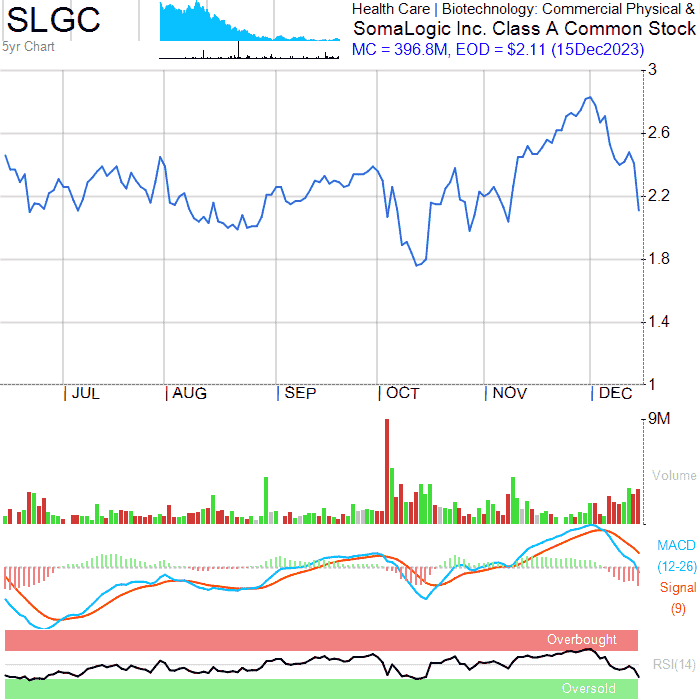 SLGC
5yr Chart
Health Care | Biotechnology: Commercial Physical &
SomaLogic Inc. Class A Common Stock
MC = 396.8M, EOD = $2.11 (15Dec2023)
3
2.6
2.2
1.8
1.4
1
| JUL | AUG | SEP | OCT | NOV | DEC
9M
Volume
MACD
(12-26)
Signal
(9)
Overbought
RSI(14)
Oversold